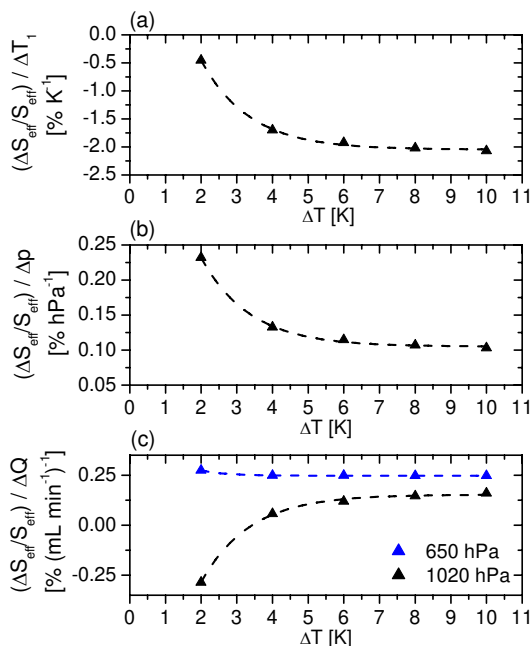 (a)
(ΔS_eff/S_eff) / ΔT_1
[% K^-1]
0.0
-0.5
-1.0
-1.5
-2.0
-2.5
0 1 2 3 4 5 6 7 8 9 10 11
ΔT [K]
(b)
(ΔS_eff/S_eff) / Δp
[% hPa^-1]
0.25
0.20
0.15
0.10
0.05
0 1 2 3 4 5 6 7 8 9 10 11
ΔT [K]
(c)
(ΔS_eff/S_eff) / ΔQ
[% (mL min^-1)^-1]
0.25
0.00
-0.25
650 hPa
1020 hPa
0 1 2 3 4 5 6 7 8 9 10 11
ΔT [K]